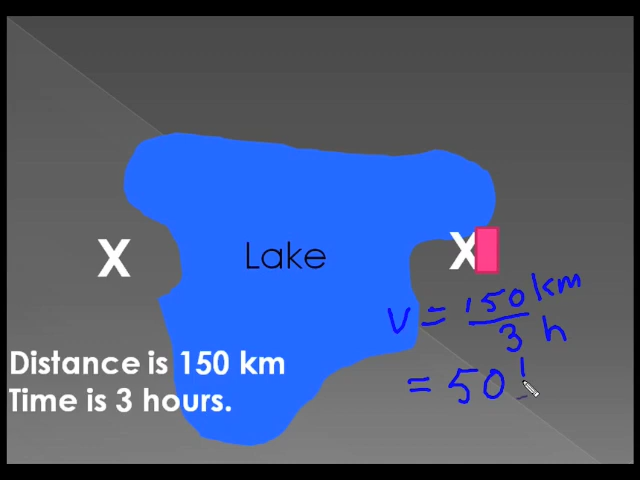 X
Lake
X
v = 150 km
3 h
= 50
Distance is 150 km
Time is 3 hours.